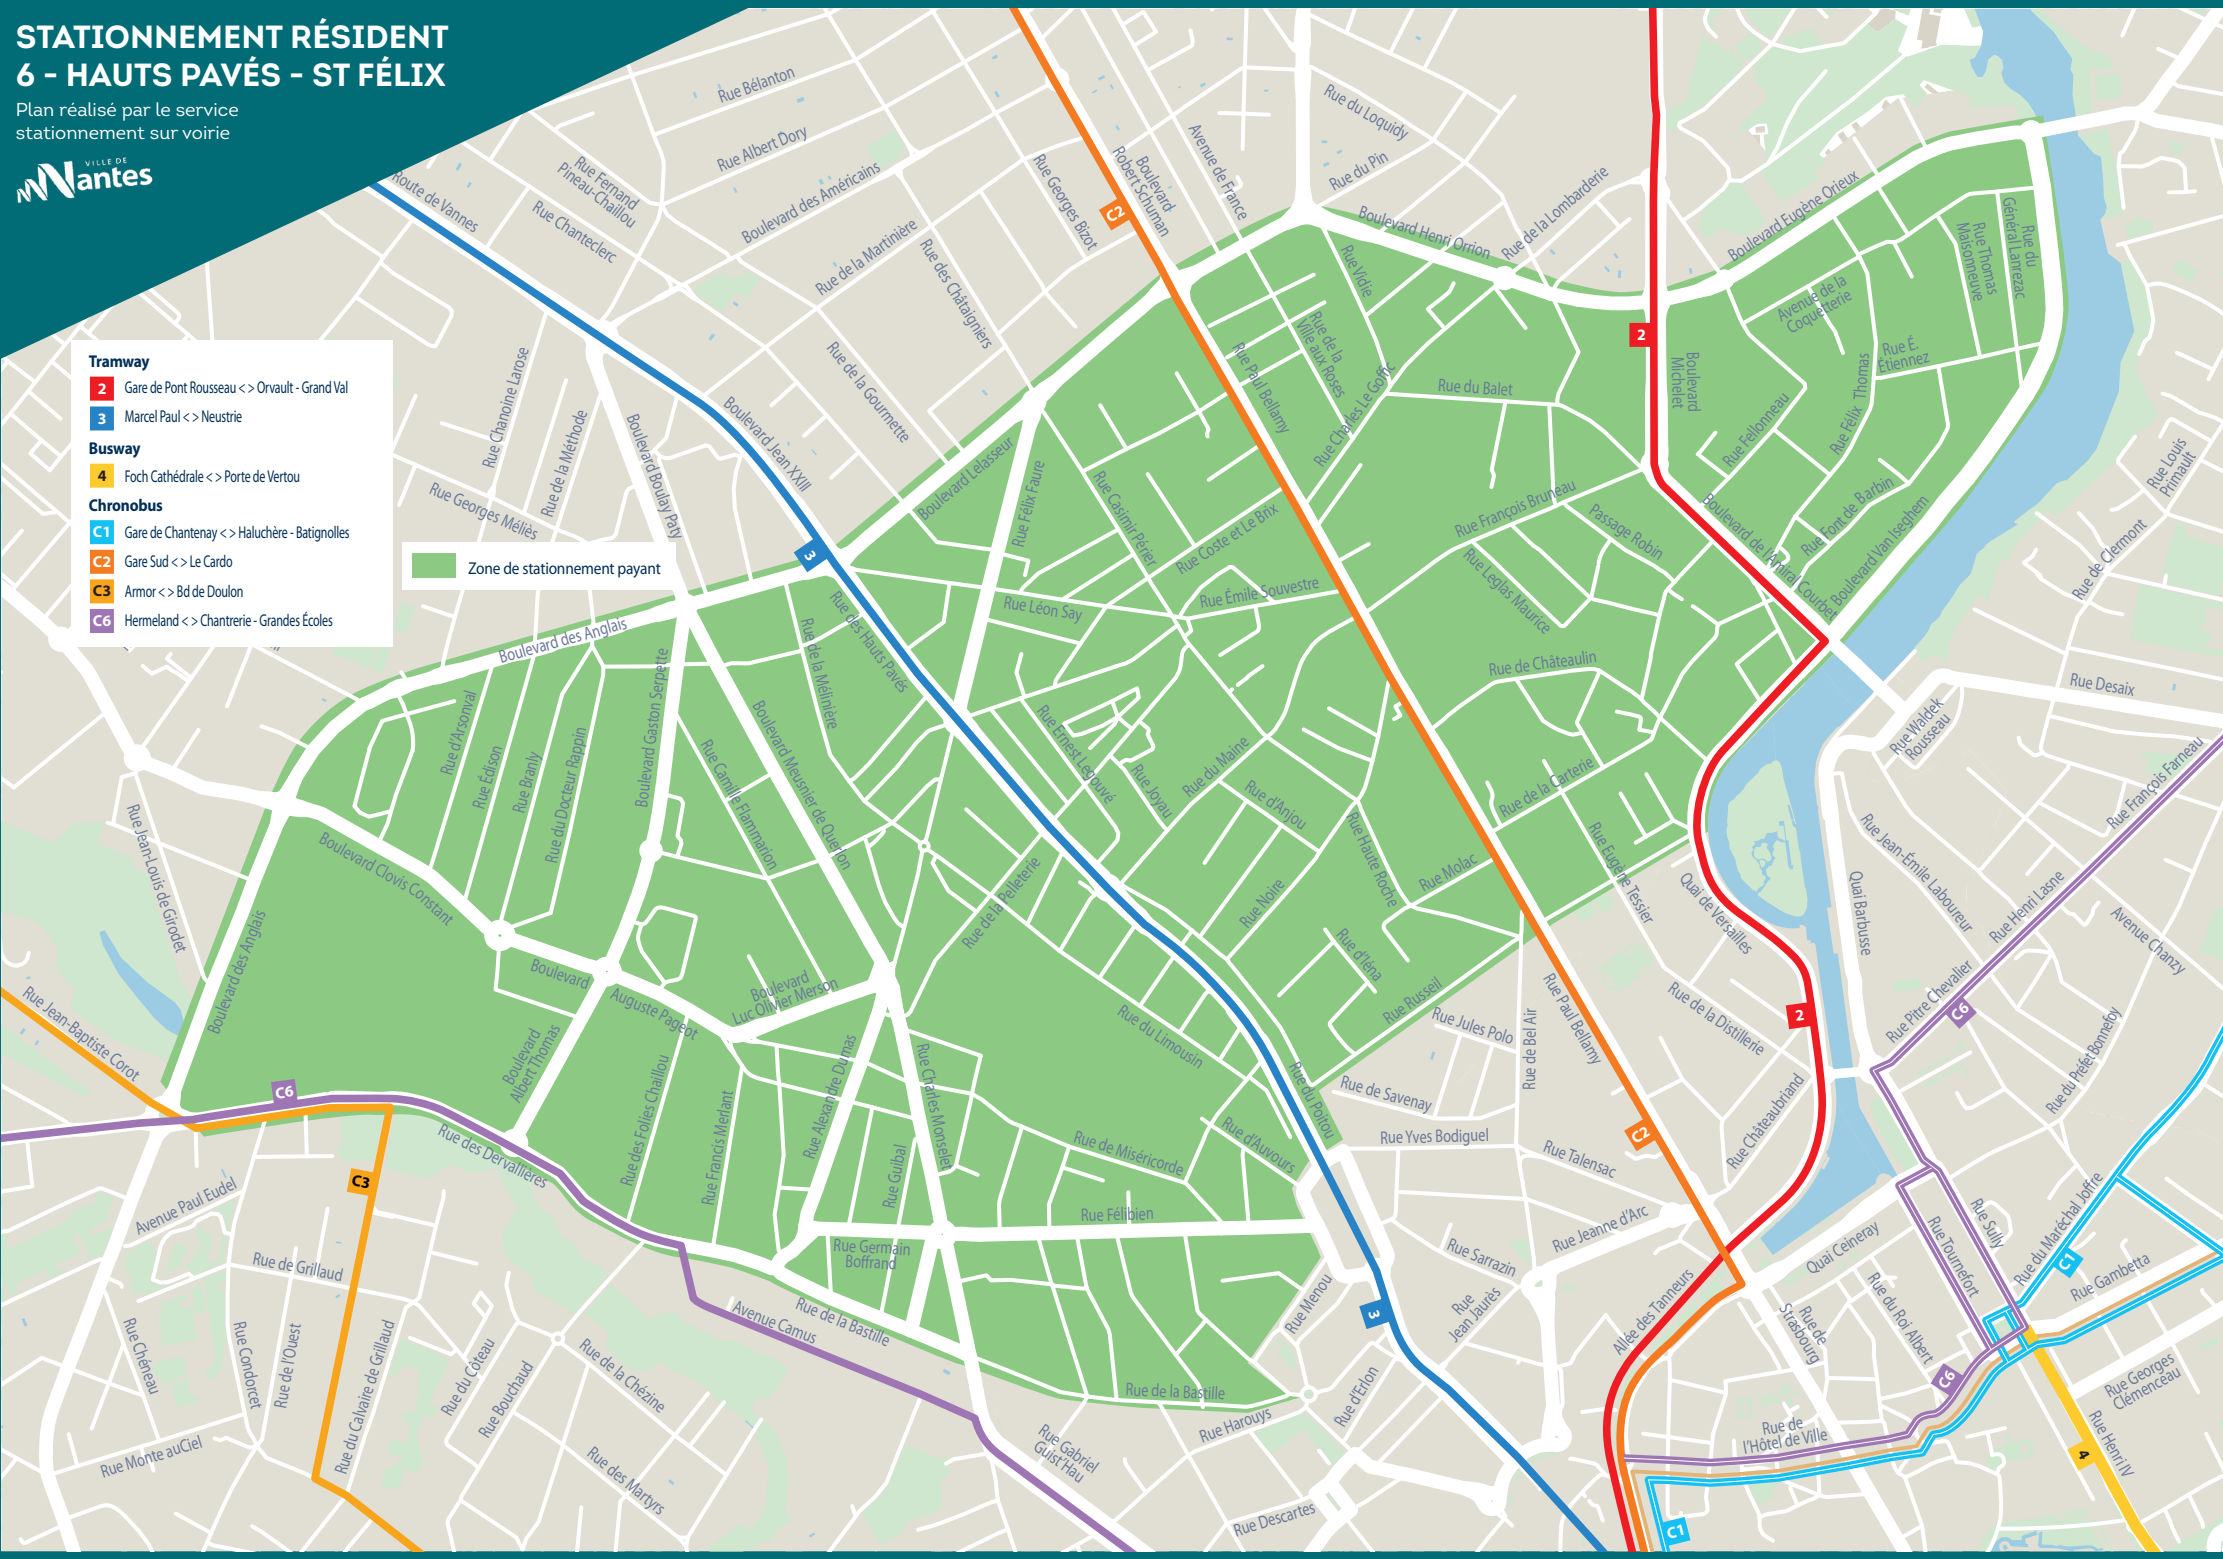 STATIONNEMENT RÉSIDENT
6 - HAUTS PAVÉS - ST FÉLIX
Plan réalisé par le service
stationnement sur voirie
VILLE DE
Nantes
Tramway
2 Gare de Pont Rousseau < > Orvault - Grand Val
3 Marcel Paul < > Neustrie
Busway
4 Foch Cathédrale < > Porte de Vertou
Chronobus
C1 Gare de Chantenay < > Haluchère - Batignolles
C2 Gare Sud < > Le Cardo
C3 Armor < > Bd de Doulon
C6 Hermeland < > Chantrerie - Grandes Écoles
Zone de stationnement payant
Rue Bélanton
Rue Albert Dory
Rue Fernand
Pineau-Chaillou
Boulevard des Américains
Route de Vannes
Rue Chanteclerc
Rue de la Martinière
Rue des Châtaigniers
Rue Georges Bizot
Boulevard
Robert Schuman
C2
Avenue de France
Rue du Loquidy
Rue du Pin
Boulevard Henri Orrion
Rue de la Lombarderie
Boulevard Eugène Orieux
Rue du
Général Lanrezac
Rue Thomas
Maisonneuve
Avenue de la
Coquetterie
Rue É.
Étiennez
Rue Félix Thomas
Rue Fellonneau
Boulevard
Michelet
2
Rue Vidie
Rue de la
Ville aux Roses
Rue Paul Bellamy
Rue Charles Le Goffic
Rue du Balet
Rue Chanoine Larose
Rue de la Méthode
Rue Georges Méliès
Boulevard Boulay Paty
Boulevard Jean XXIII
Rue de la Gourmette
Boulevard Lelasseur
Rue Félix Faure
Rue Casimir Périer
Rue Coste et Le Brix
Rue François Bruneau
Passage Robin
Rue Leglas Maurice
Boulevard de l'Amiral Courbet
Rue Font de Barbin
Boulevard Van Iseghem
Rue Louis
Primault
Rue de Clermont
Rue Desaix
Rue Waldek
Rousseau
Rue François Farneau
3
Rue des Hauts Pavés
Rue Léon Say
Rue Émile Souvestre
Rue de Châteaulin
Boulevard des Anglais
Rue de la Mélinière
Boulevard Gaston Serpette
Rue d'Arsonval
Rue Édison
Rue Branly
Rue du Docteur Rappin
Rue Camille Flammarion
Boulevard Meusnier de Querlon
Rue Ernest Legouvé
Rue Joyau
Rue du Maine
Rue d'Anjou
Rue Haute Roche
Rue de la Carterie
Rue Molac
Rue Eugène Tessier
Quai de Versailles
Rue Jean-Émile Laboureur
Quai Barbusse
Rue Henri Lasne
Avenue Chanzy
Rue Pitre Chevalier
C6
Rue du Préfet Bonnefoy
Rue Jean-Louis de Girodet
Boulevard Clovis Constant
Boulevard des Anglais
Rue Jean-Baptiste Corot
Boulevard
Auguste Pageot
Boulevard
Luc Olivier Merson
Boulevard
Albert Thomas
Rue de la Pelleterie
Rue Noire
Rue d'Iéna
Rue Russeil
Rue du Limousin
Rue Jules Polo
Rue de Bel Air
Rue Paul Bellamy
Rue de la Distillerie
2
Rue de Savenay
Rue Yves Bodiguel
Rue Talensac
C2
Rue Châteaubriand
Rue du Poitou
Rue d'Auvours
Rue de Miséricorde
Rue Charles Monselet
Rue Alexandre Dumas
Rue Guibal
Rue Francis Merlant
Rue des Folies Chaillou
C6
Rue des Dervallières
C3
Avenue Paul Eudel
Rue de Grillaud
Rue Chéneau
Rue Condorcet
Rue de l'Ouest
Rue du Calvaire de Grillaud
Rue Monte au Ciel
Rue du Côteau
Rue Bouchaud
Rue de la Chézine
Rue des Martyrs
Avenue Camus
Rue de la Bastille
Rue Germain
Boffrand
Rue Félibien
Rue de la Bastille
Rue Menou
Rue Harouys
Rue d'Erlon
Rue Gabriel
Guist'Hau
Rue Descartes
3
Rue Sarrazin
Rue
Jean Jaurès
Rue Jeanne d'Arc
Allée des Tanneurs
Quai Ceineray
Rue de
Strasbourg
Rue du Roi Albert
Rue Tournefort
Rue Sully
Rue du Maréchal Joffre
C1
Rue Gambetta
Rue Georges
Clémenceau
C6
Rue Henri IV
4
Rue de
l'Hôtel de Ville
C1